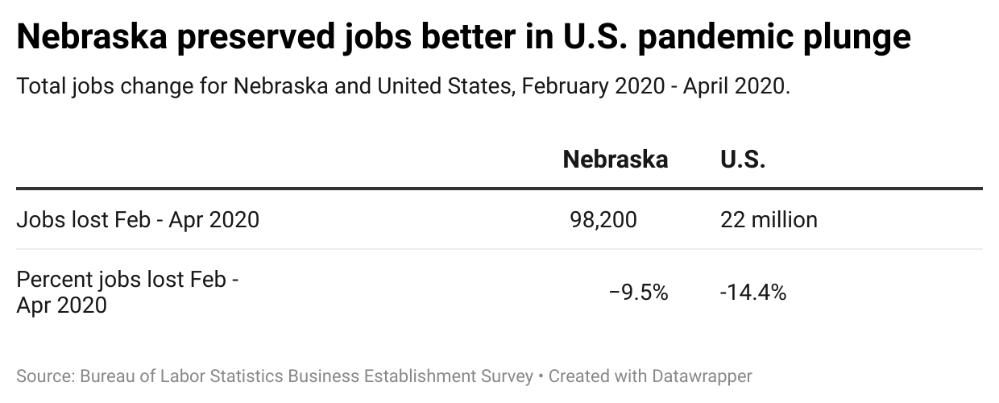 Nebraska preserved jobs better in U.S. pandemic plunge
Total jobs change for Nebraska and United States, February 2020 - April 2020.
Nebraska U.S.
Jobs lost Feb - Apr 2020 98,200 22 million
Percent jobs lost Feb -
Apr 2020
−9.5% -14.4%
Source: Bureau of Labor Statistics Business Establishment Survey • Created with Datawrapper